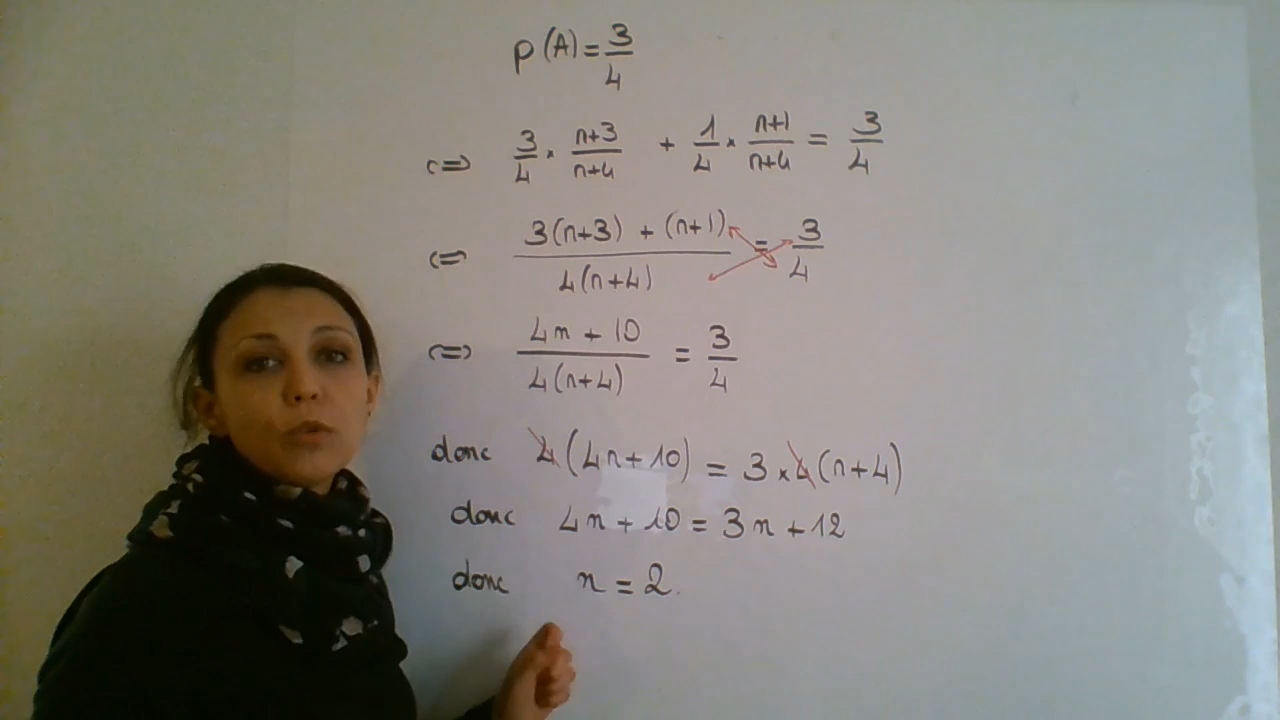 p(A) = 3/4
<=> 3/4 × (n+3)/(n+4) + 1/4 × (n+1)/(n+4) = 3/4
<=> (3(n+3) + (n+1))/(4(n+4)) = 3/4
<=> (4n + 10)/(4(n+4)) = 3/4
donc 4(4n+10) = 3×4(n+4)
donc 4n+10 = 3n+12
donc n = 2.